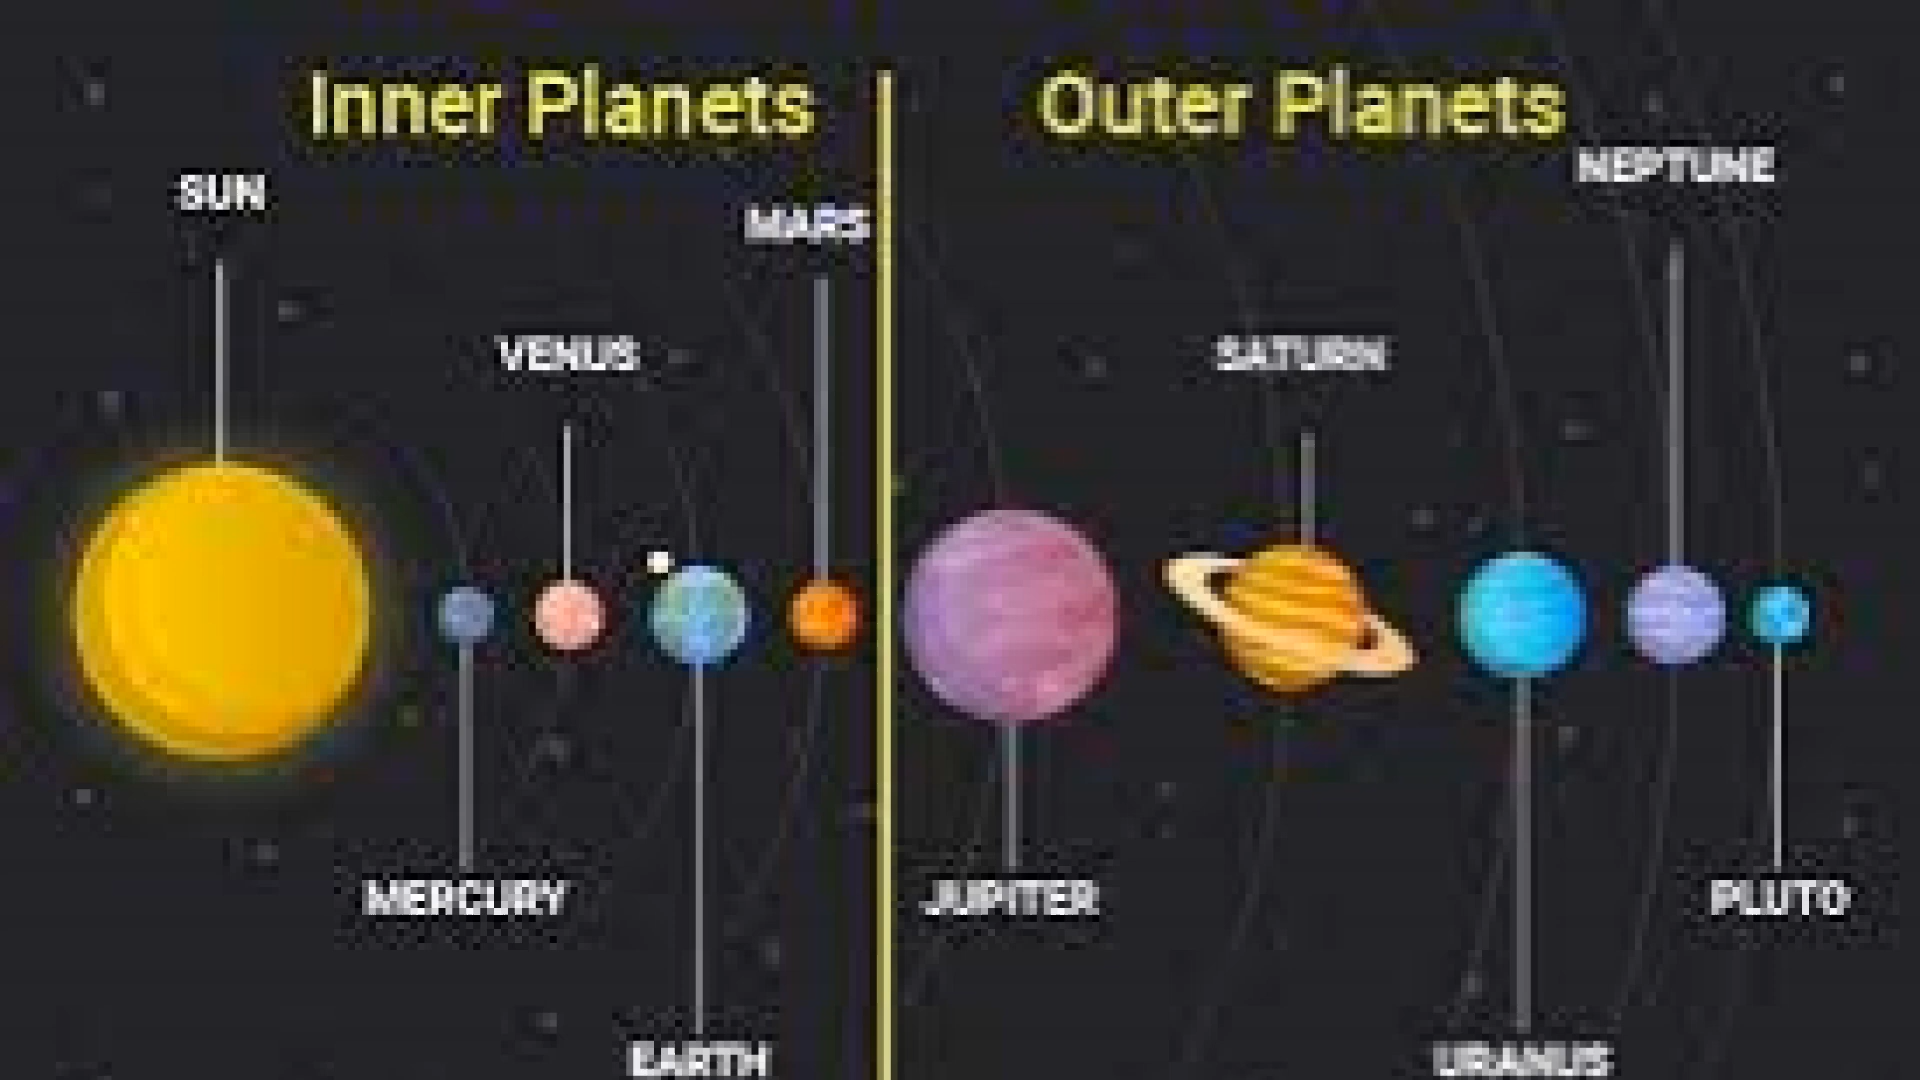 Inner Planets
Outer Planets
NEPTUNE
SUN
MARS
VENUS
SATURN
MERCURY
JUPITER
PLUTO
EARTH
URANUS